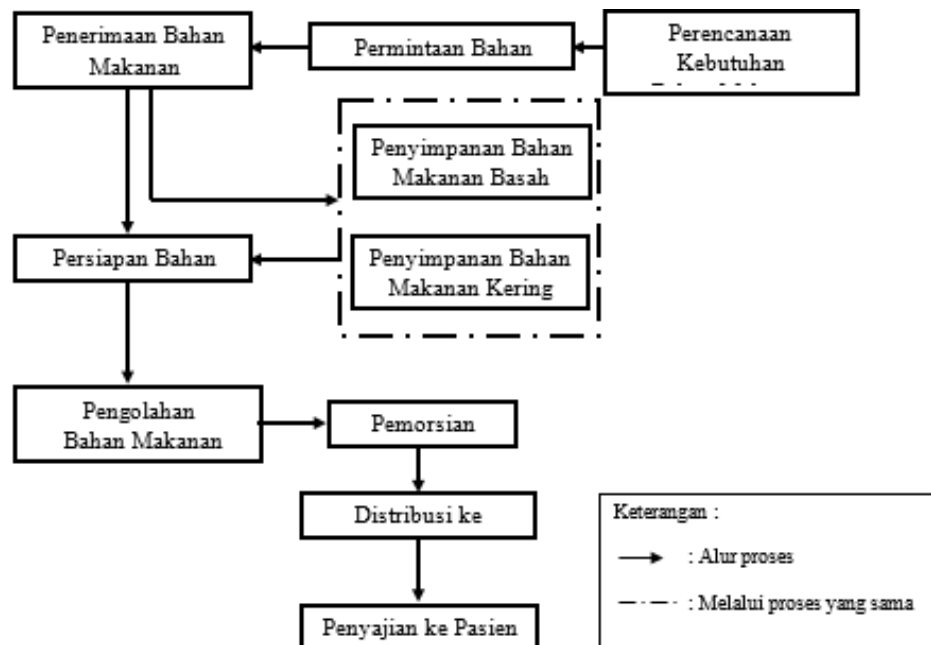 Penerimaan Bahan
Makanan
Permintaan Bahan
Perencanaan
Kebutuhan
Penyimpanan Bahan
Makanan Basah
Persiapan Bahan
Penyimpanan Bahan
Makanan Kering
Pengolahan
Bahan Makanan
Pemorsian
Distribusi ke
Penyajian ke Pasien
Keterangan :
: Alur proses
: Melalui proses yang sama